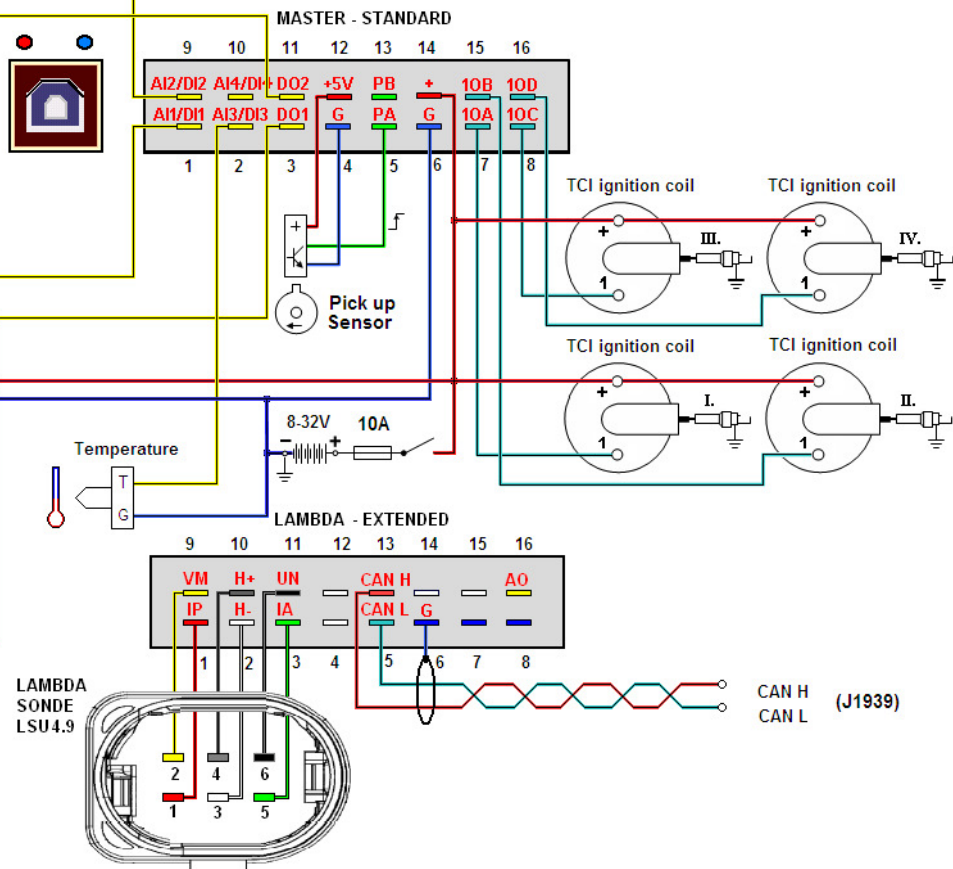 MASTER - STANDARD
9 10 11 12 13 14 15 16
AI2/DI2 AI4/DI4 DO2 +5V PB + 10B 10D
AI1/DI1 AI3/DI3 DO1 G PA G 10A 10C
1 2 3 4 5 6 7 8
TCI ignition coil TCI ignition coil
+ III. + IV.
1 1
+
Pick up
Sensor
TCI ignition coil TCI ignition coil
+ I. + II.
1 1
8-32V 10A
- +
Temperature
T
G
LAMBDA - EXTENDED
9 10 11 12 13 14 15 16
VM H+ UN CAN H AO
IP H- IA CAN L G
1 2 3 4 5 6 7 8
LAMBDA
SONDE
LSU4.9
CAN H
CAN L
(J1939)
2 4 6
1 3 5